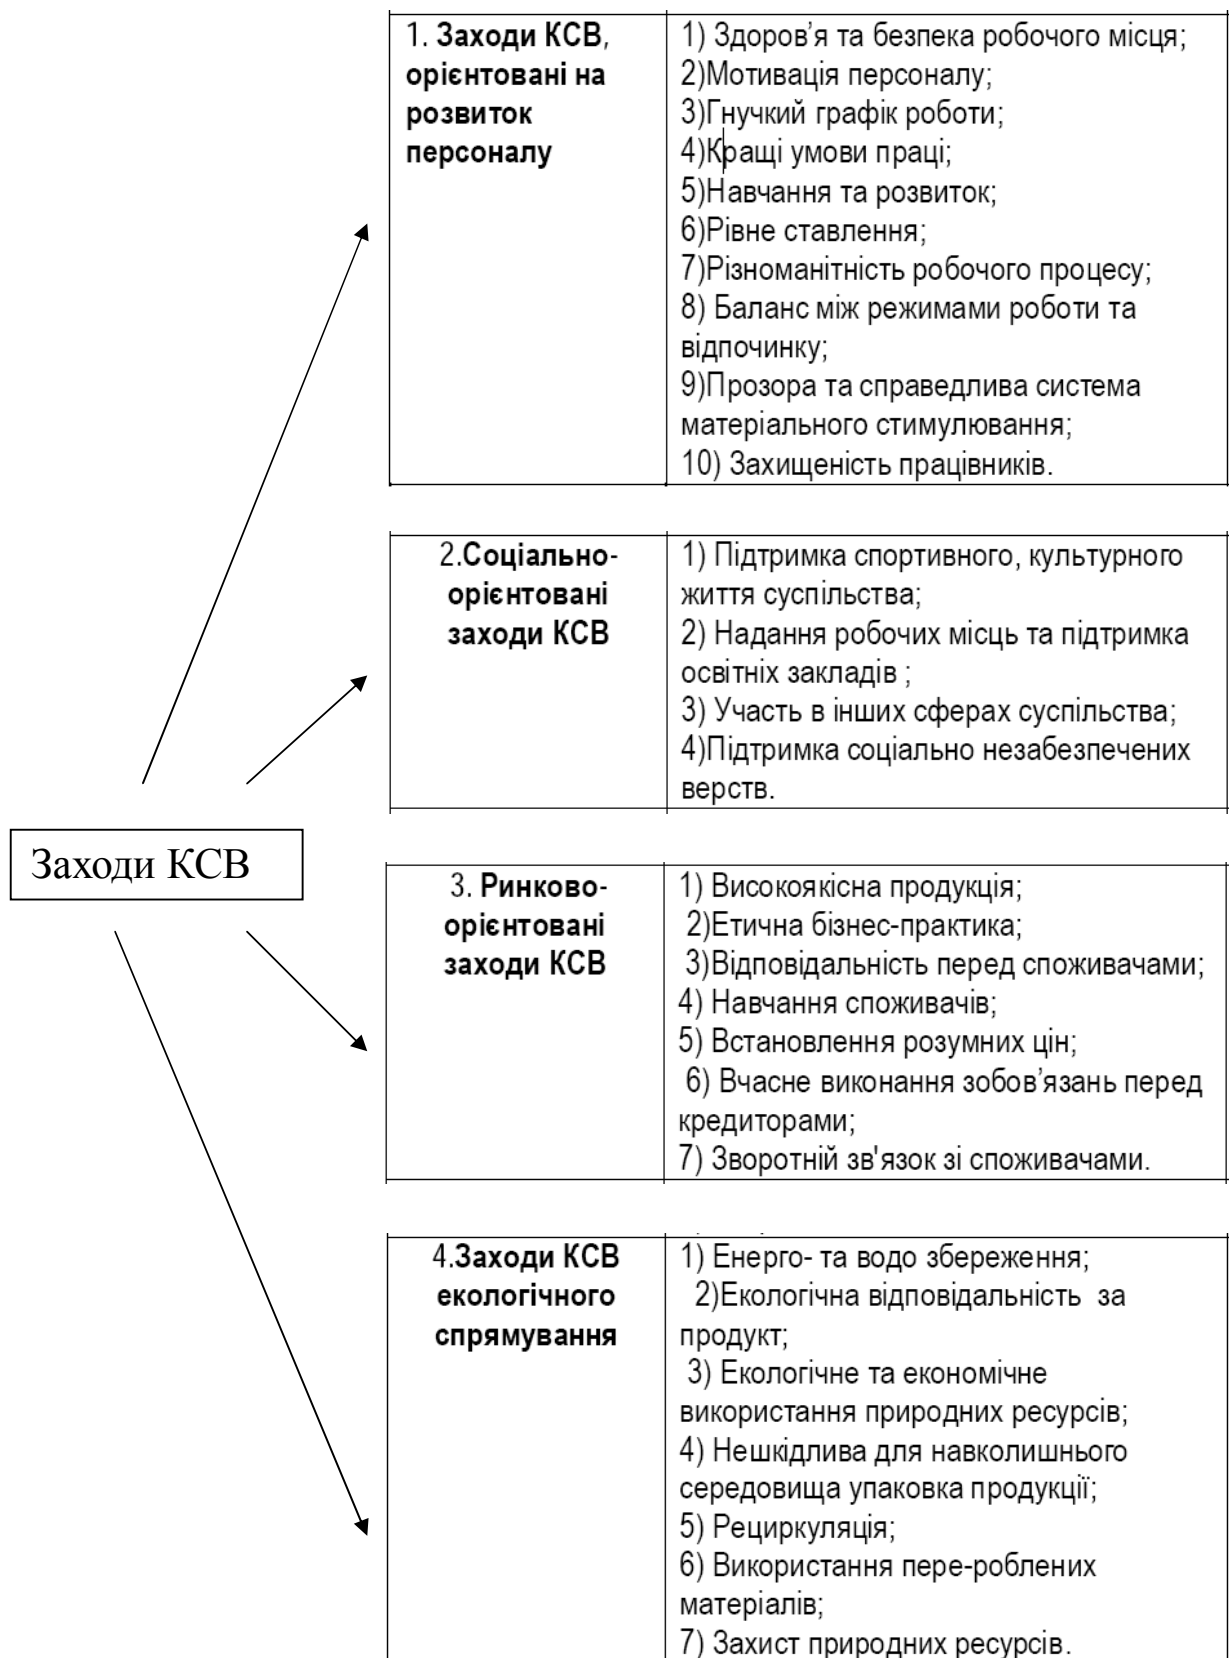 1. Заходи КСВ,
орієнтовані на
розвиток
персоналу
1) Здоров’я та безпека робочого місця;
2)Мотивація персоналу;
3)Гнучкий графік роботи;
4)Кращі умови праці;
5)Навчання та розвиток;
6)Рівне ставлення;
7)Різноманітність робочого процесу;
8) Баланс між режимами роботи та
відпочинку;
9)Прозора та справедлива система
матеріального стимулювання;
10) Захищеність працівників.
2.Соціально-
орієнтовані
заходи КСВ
1) Підтримка спортивного, культурного
життя суспільства;
2) Надання робочих місць та підтримка
освітніх закладів ;
3) Участь в інших сферах суспільства;
4)Підтримка соціально незабезпечених
верств.
Заходи КСВ
3. Ринково-
орієнтовані
заходи КСВ
1) Високоякісна продукція;
2)Етична бізнес-практика;
3)Відповідальність перед споживачами;
4) Навчання споживачів;
5) Встановлення розумних цін;
6) Вчасне виконання зобов’язань перед
кредиторами;
7) Зворотній зв'язок зі споживачами.
4.Заходи КСВ
екологічного
спрямування
1) Енерго- та водо збереження;
2)Екологічна відповідальність за
продукт;
3) Екологічне та економічне
використання природних ресурсів;
4) Нешкідлива для навколишнього
середовища упаковка продукції;
5) Рециркуляція;
6) Використання пере-роблених
матеріалів;
7) Захист природних ресурсів.